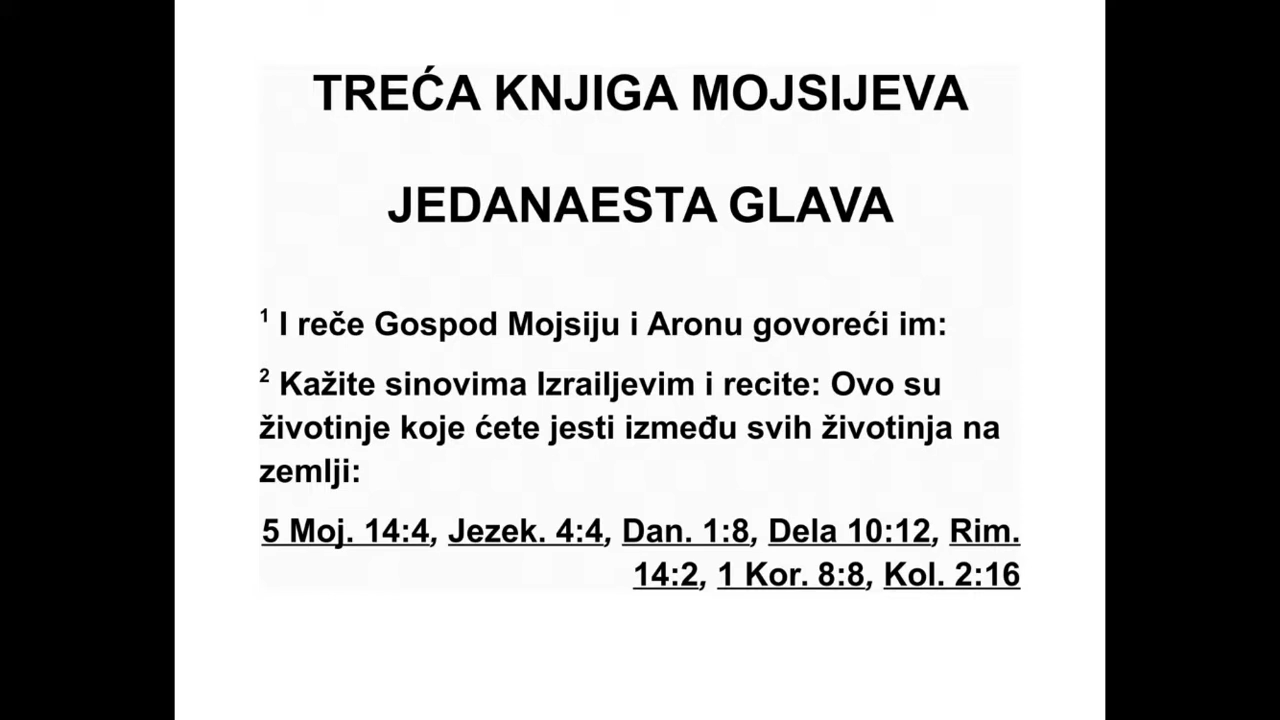 TREĆA KNJIGA MOJSIJEVA
JEDANAESTA GLAVA
1 I reče Gospod Mojsiju i Aronu govoreći im:
2 Kažite sinovima Izrailjevim i recite: Ovo su
životinje koje ćete jesti između svih životinja na
zemlji:
5 Moj. 14:4, Jezek. 4:4, Dan. 1:8, Dela 10:12, Rim.
14:2, 1 Kor. 8:8, Kol. 2:16